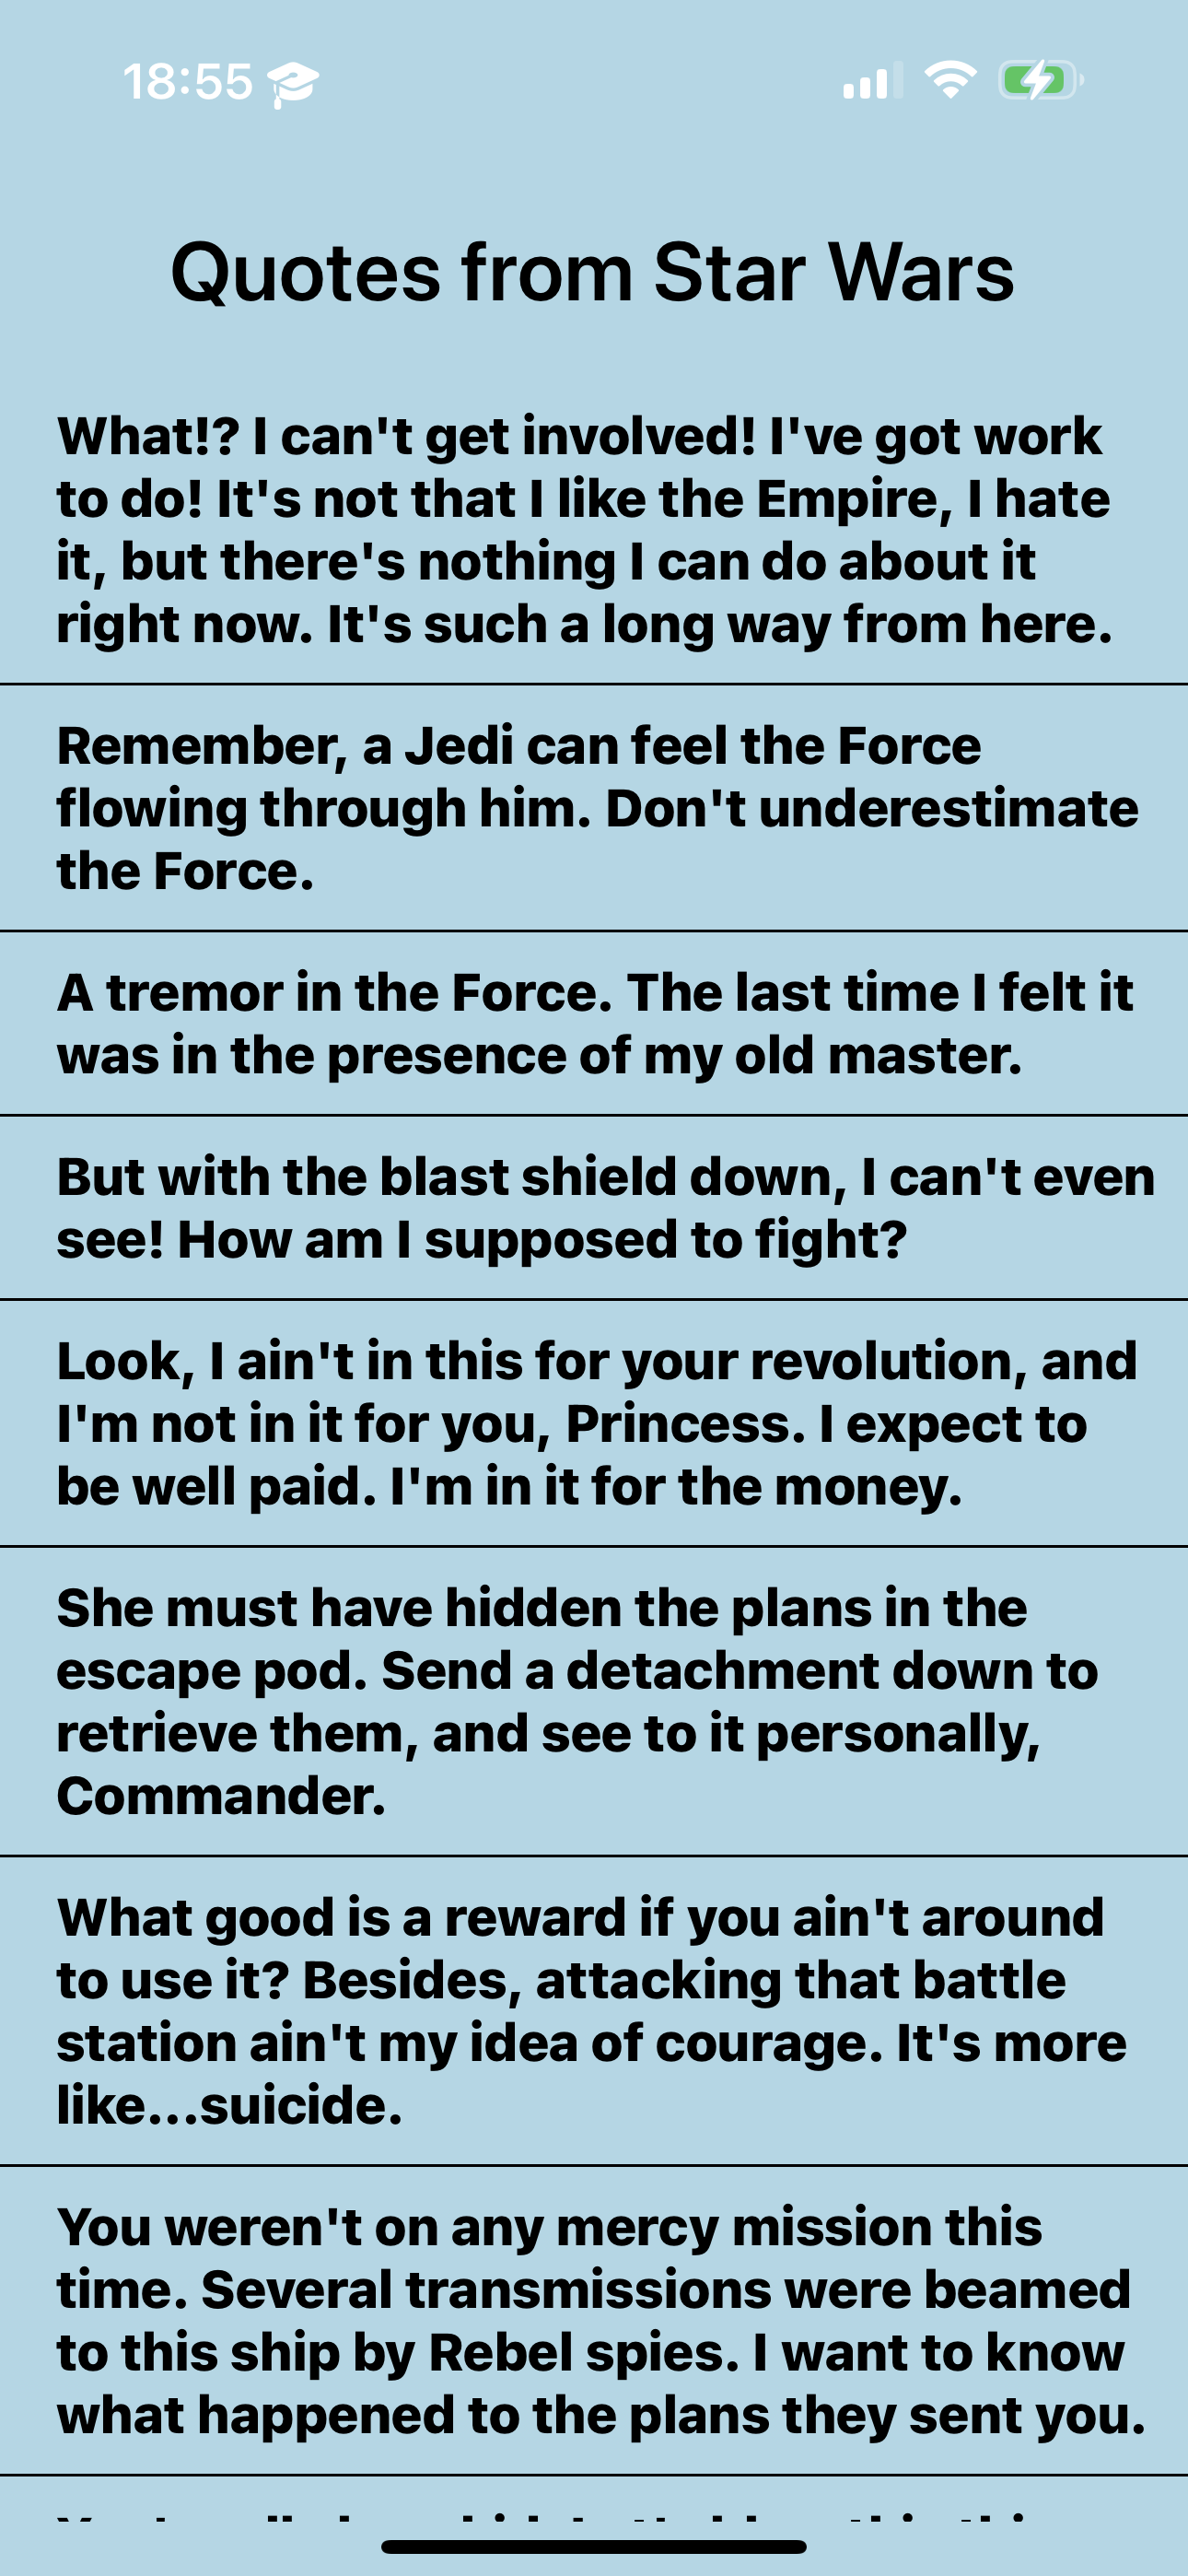 18:55
Quotes from Star Wars
What!? I can't get involved! I've got work
to do! It's not that I like the Empire, I hate
it, but there's nothing I can do about it
right now. It's such a long way from here.
Remember, a Jedi can feel the Force
flowing through him. Don't underestimate
the Force.
A tremor in the Force. The last time I felt it
was in the presence of my old master.
But with the blast shield down, I can't even
see! How am I supposed to fight?
Look, I ain't in this for your revolution, and
I'm not in it for you, Princess. I expect to
be well paid. I'm in it for the money.
She must have hidden the plans in the
escape pod. Send a detachment down to
retrieve them, and see to it personally,
Commander.
What good is a reward if you ain't around
to use it? Besides, attacking that battle
station ain't my idea of courage. It's more
like...suicide.
You weren't on any mercy mission this
time. Several transmissions were beamed
to this ship by Rebel spies. I want to know
what happened to the plans they sent you.